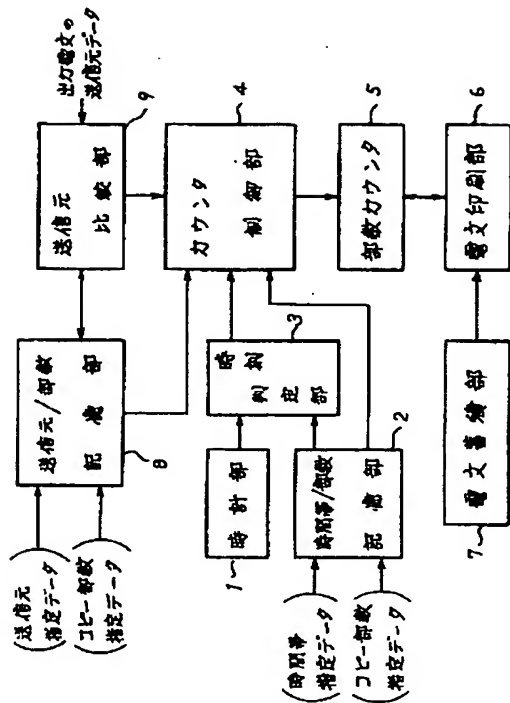 出力電文の
送信元データ
送信元
比較部
9
カウンタ
制御部
4
部数カウンタ
5
電文印刷部
6
送信元/部数
記憶部
8
時刻
判定部
3
時計部
1
時間帯/部数
記憶部
2
電文蓄積部
7
送信元
指定データ
コピー部数
指定データ
時間帯
指定データ
コピー部数
指定データ